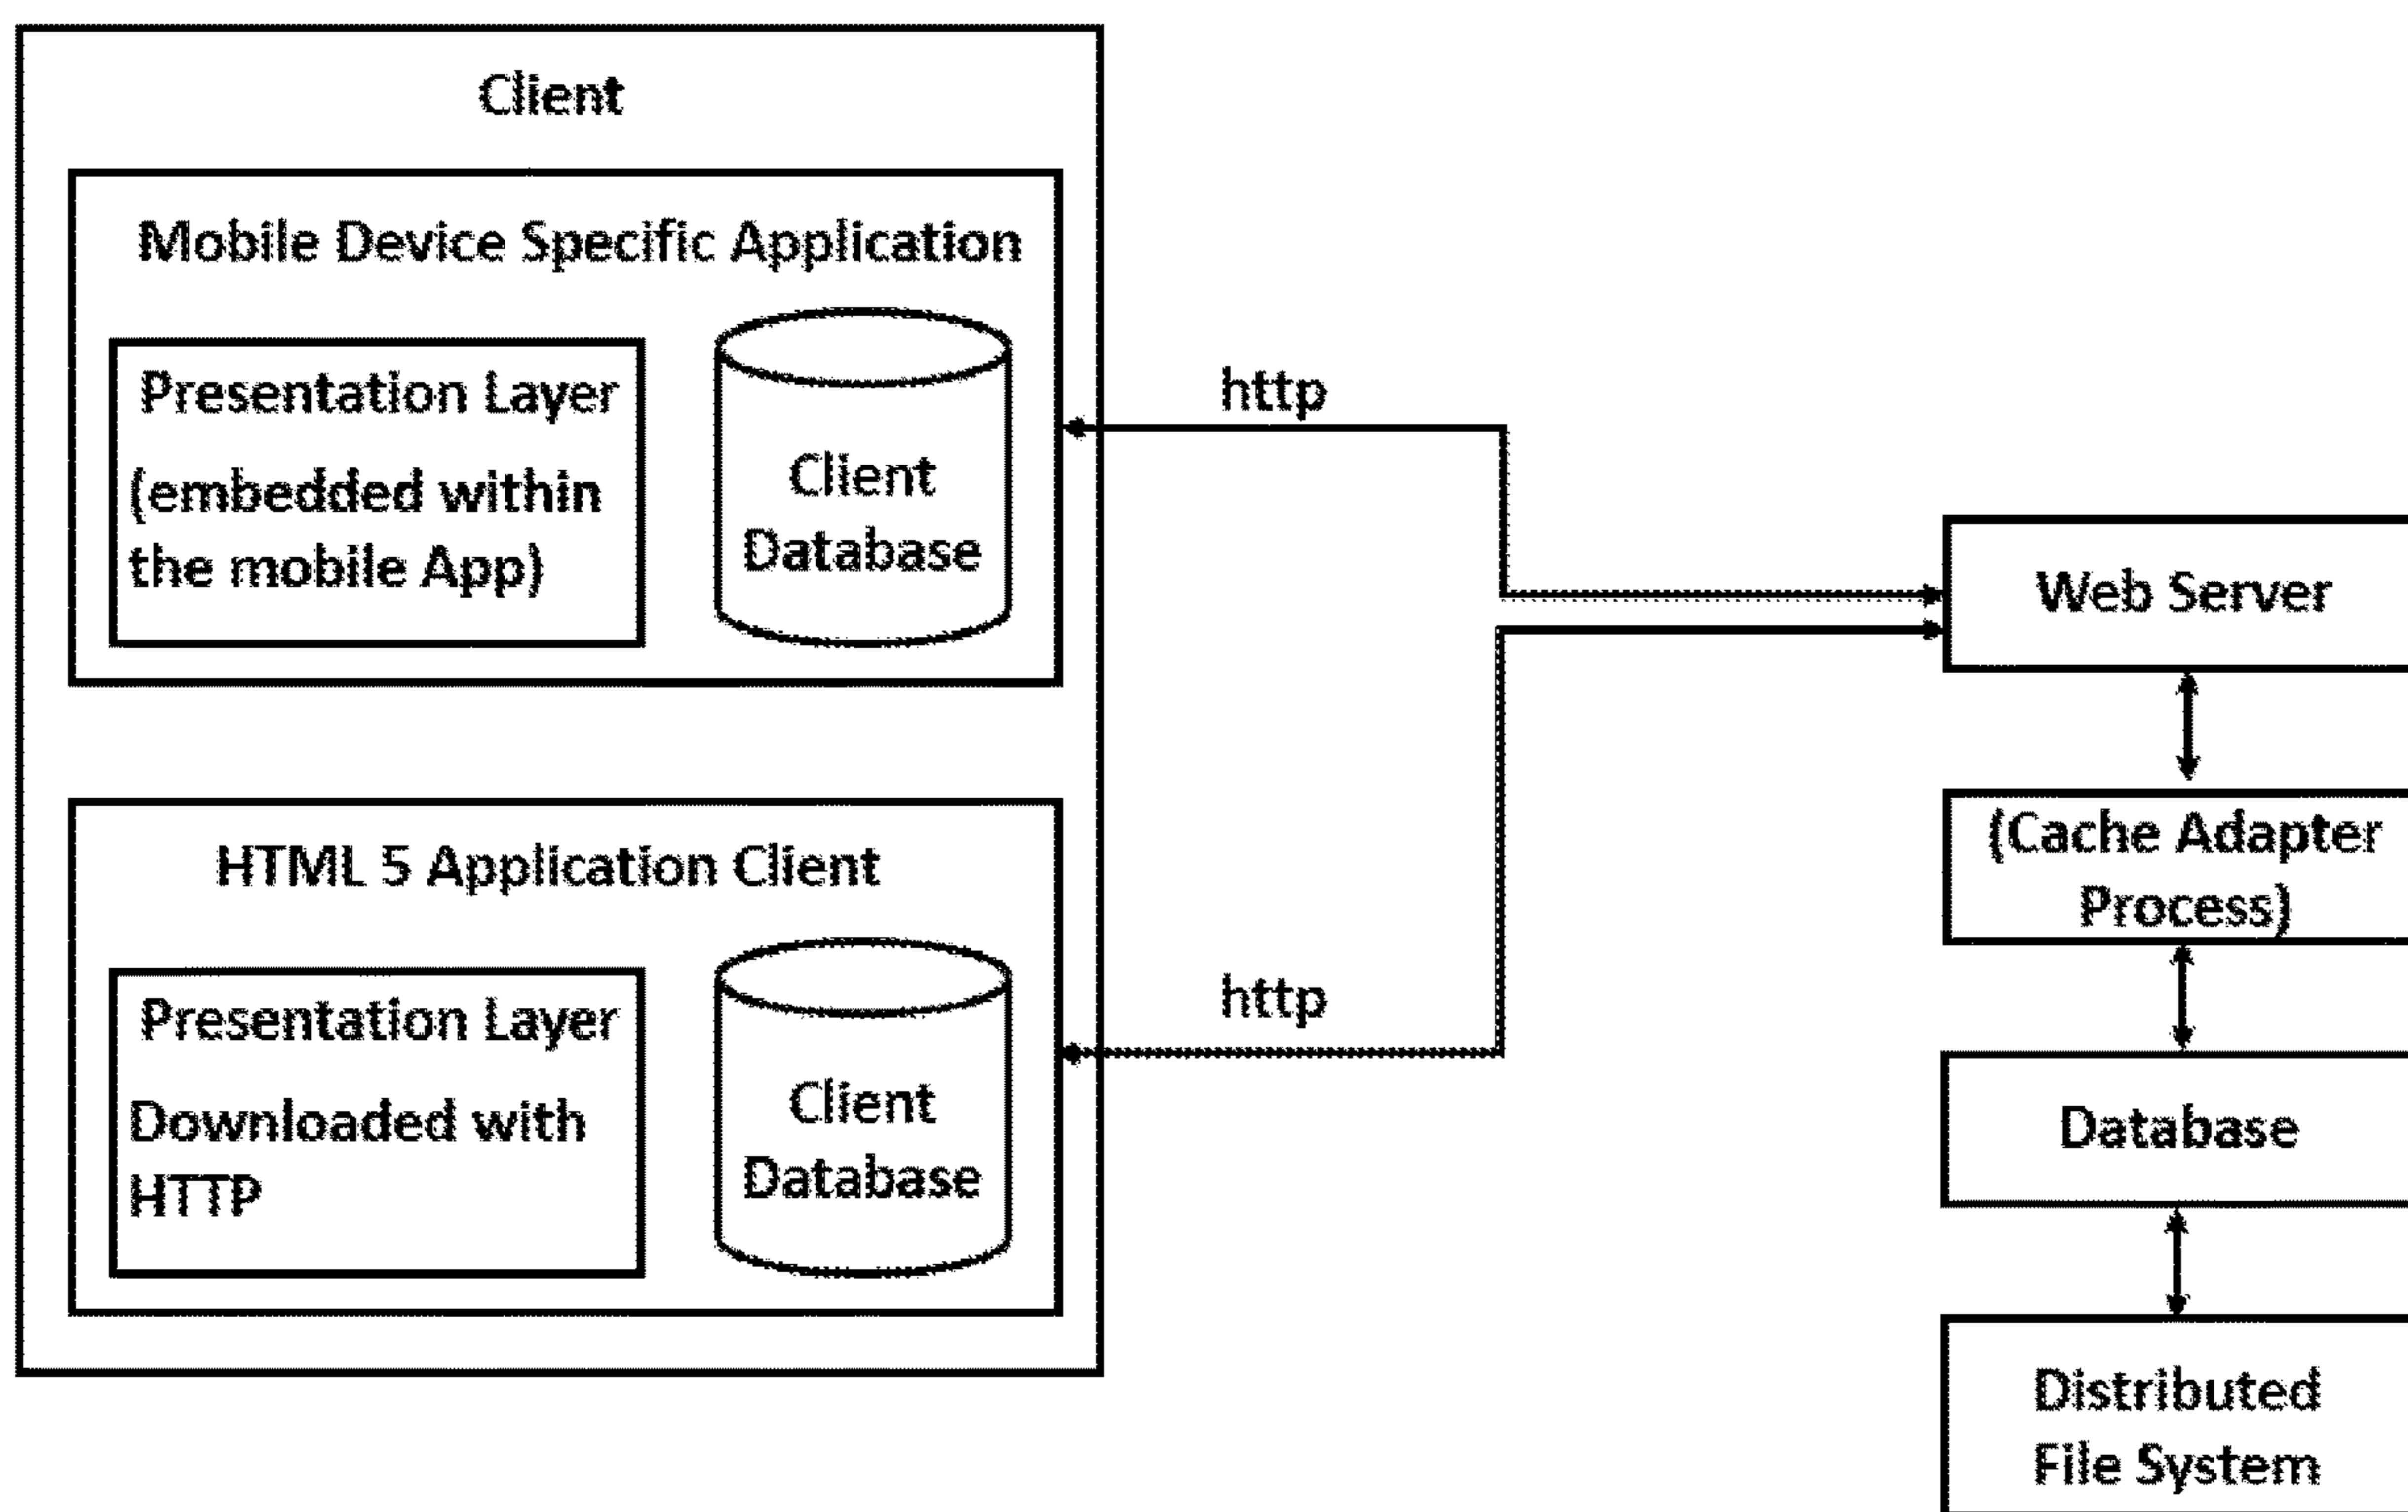 Client
Mobile Device Specific Application
Presentation Layer
(embedded within
the mobile App)
Client
Database
http
HTML 5 Application Client
Presentation Layer
Downloaded with
HTTP
Client
Database
http
Web Server
(Cache Adapter
Process)
Database
Distributed
File System